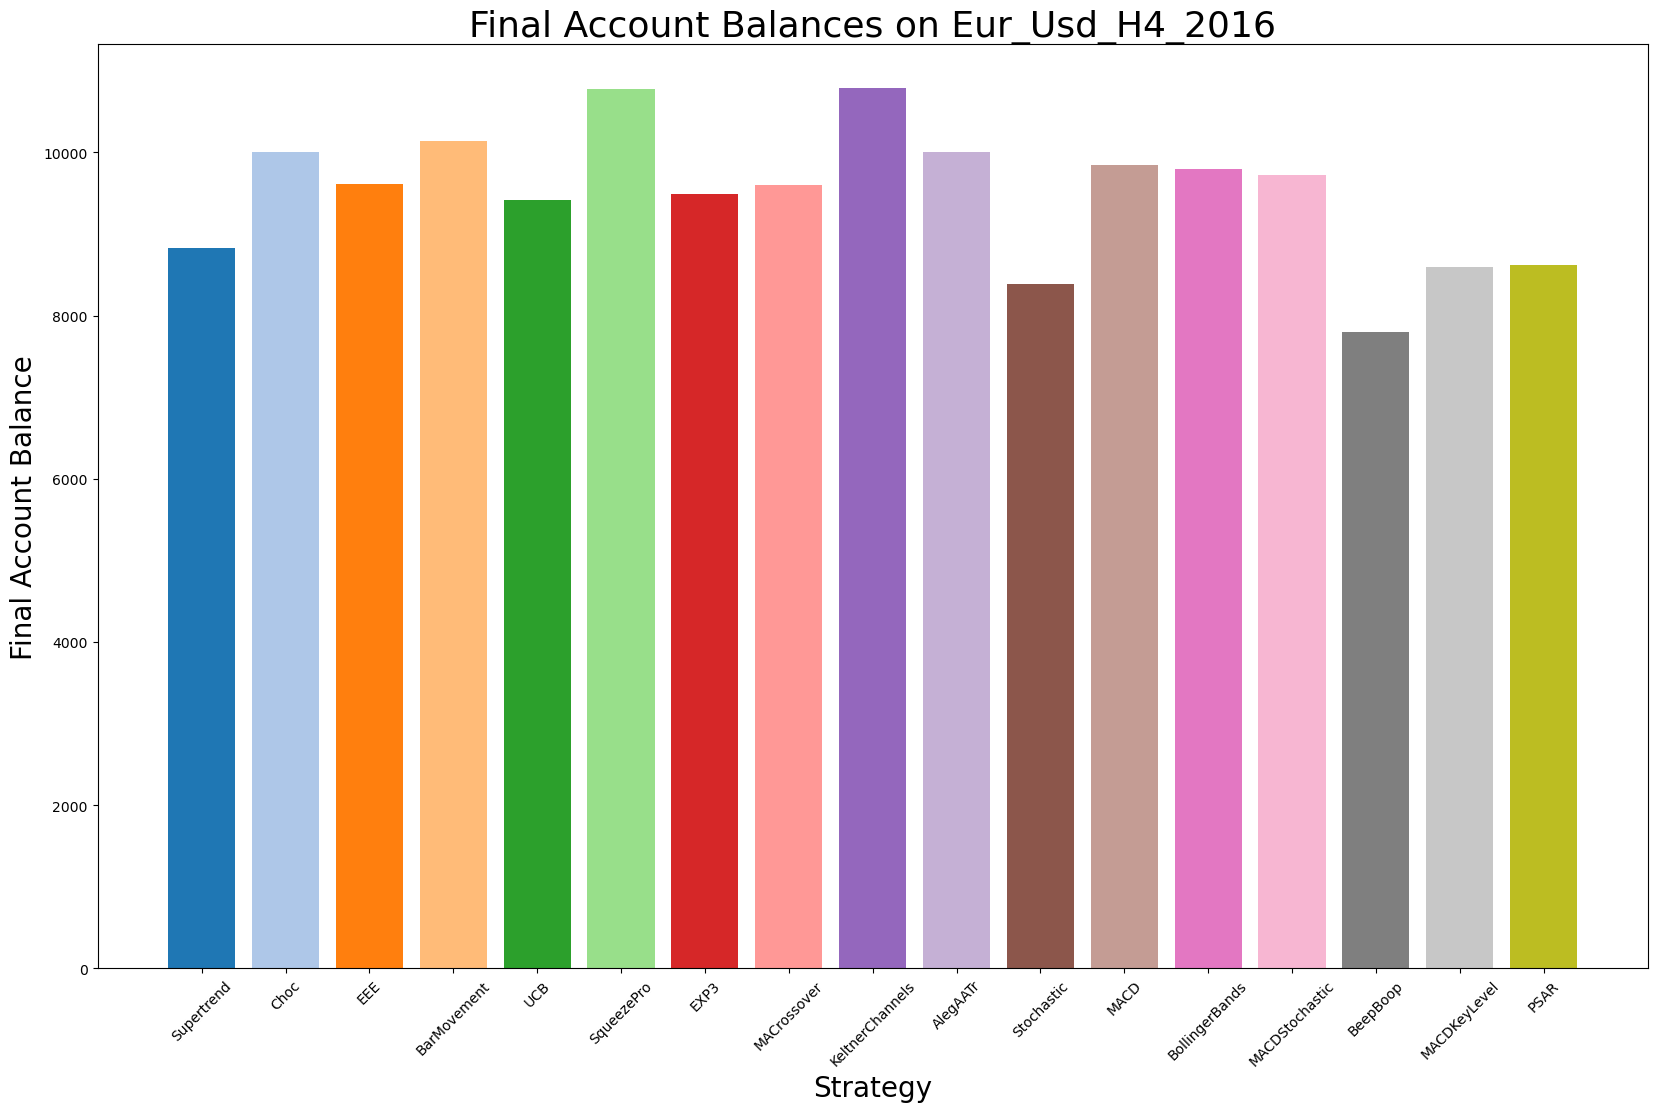 Final Account Balances on Eur_Usd_H4_2016
Final Account Balance
10000
8000
6000
4000
2000
0
Supertrend
Choc
EEE
BarMovement
UCB
SqueezePro
EXP3
MACrossover
KeltnerChannels
AlegAATr
Stochastic
MACD
BollingerBands
MACDStochastic
BeepBoop
MACDKeyLevel
PSAR
Strategy